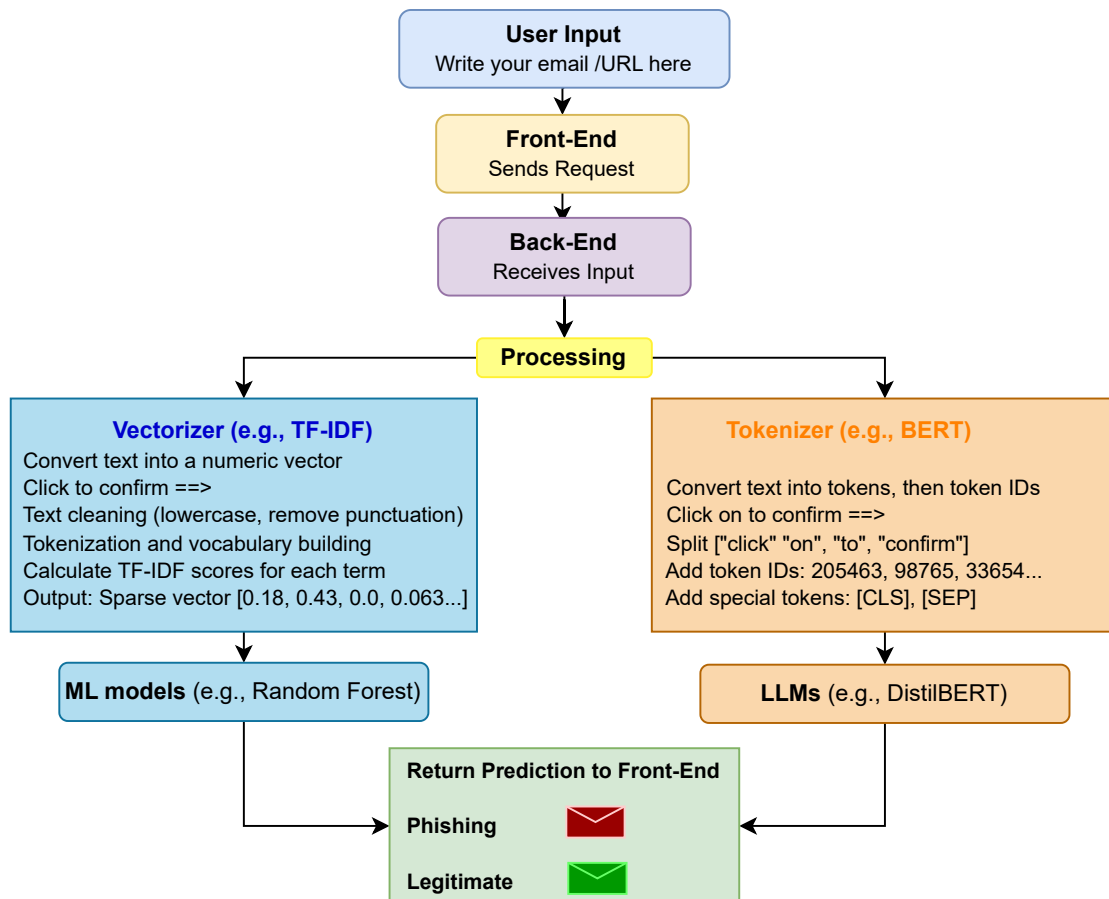 User Input
Write your email /URL here
Front-End
Sends Request
Back-End
Receives Input
Processing
Vectorizer (e.g., TF-IDF)
Convert text into a numeric vector
Click to confirm ==>
Text cleaning (lowercase, remove punctuation)
Tokenization and vocabulary building
Calculate TF-IDF scores for each term
Output: Sparse vector [0.18, 0.43, 0.0, 0.063...]
Tokenizer (e.g., BERT)
Convert text into tokens, then token IDs
Click on to confirm ==>
Split ["click" "on", "to", "confirm"]
Add token IDs: 205463, 98765, 33654...
Add special tokens: [CLS], [SEP]
ML models (e.g., Random Forest)
LLMs (e.g., DistilBERT)
Return Prediction to Front-End
Phishing
Legitimate